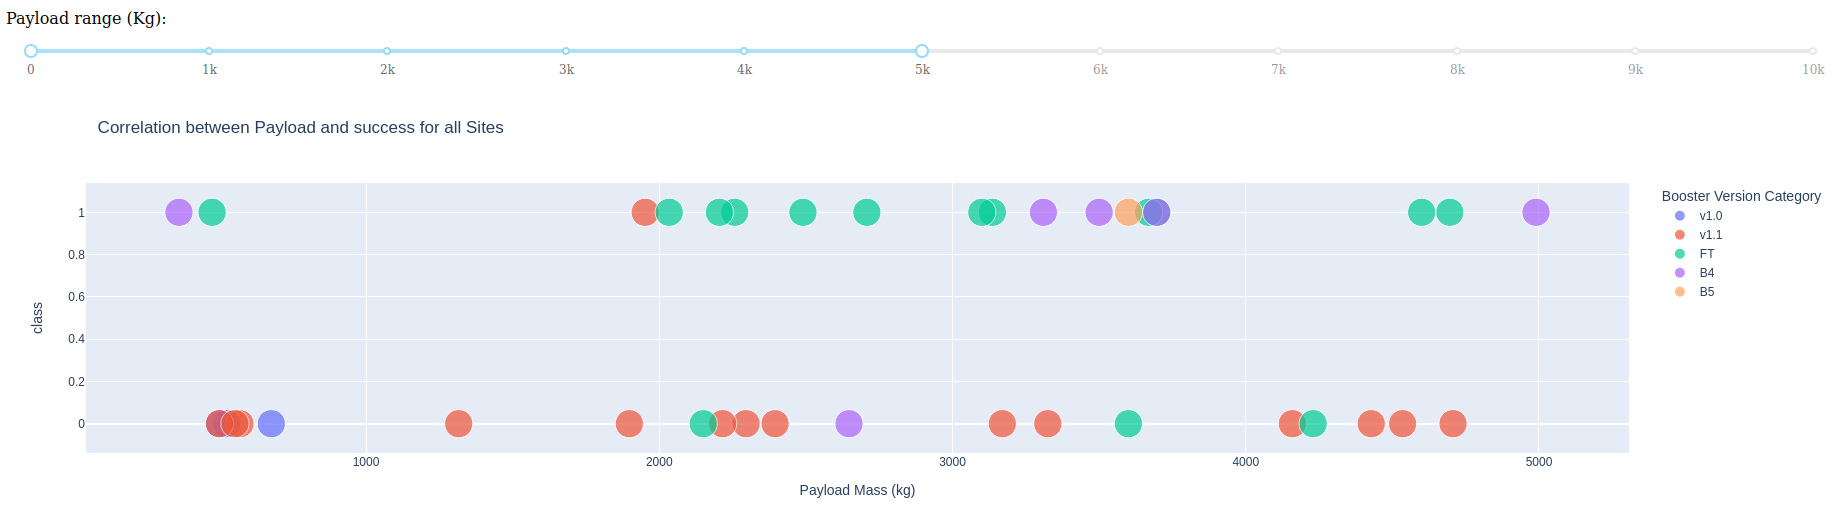 Payload range (Kg):
0 1k 2k 3k 4k 5k 6k 7k 8k 9k 10k
Correlation between Payload and success for all Sites
Booster Version Category
v1.0
v1.1
FT
B4
B5
class
1
0.8
0.6
0.4
0.2
0
1000 2000 3000 4000 5000
Payload Mass (kg)